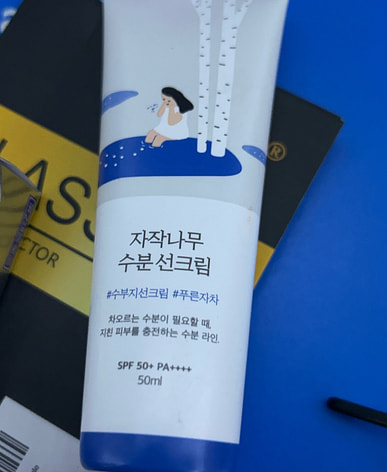 자작나무
수분 선크림
#수부지선크림 #푸른자차
차오르는 수분이 필요할 때,
지친 피부를 충전하는 수분 라인.
SPF 50+ PA++++
50ml
LASS
®
ECTOR